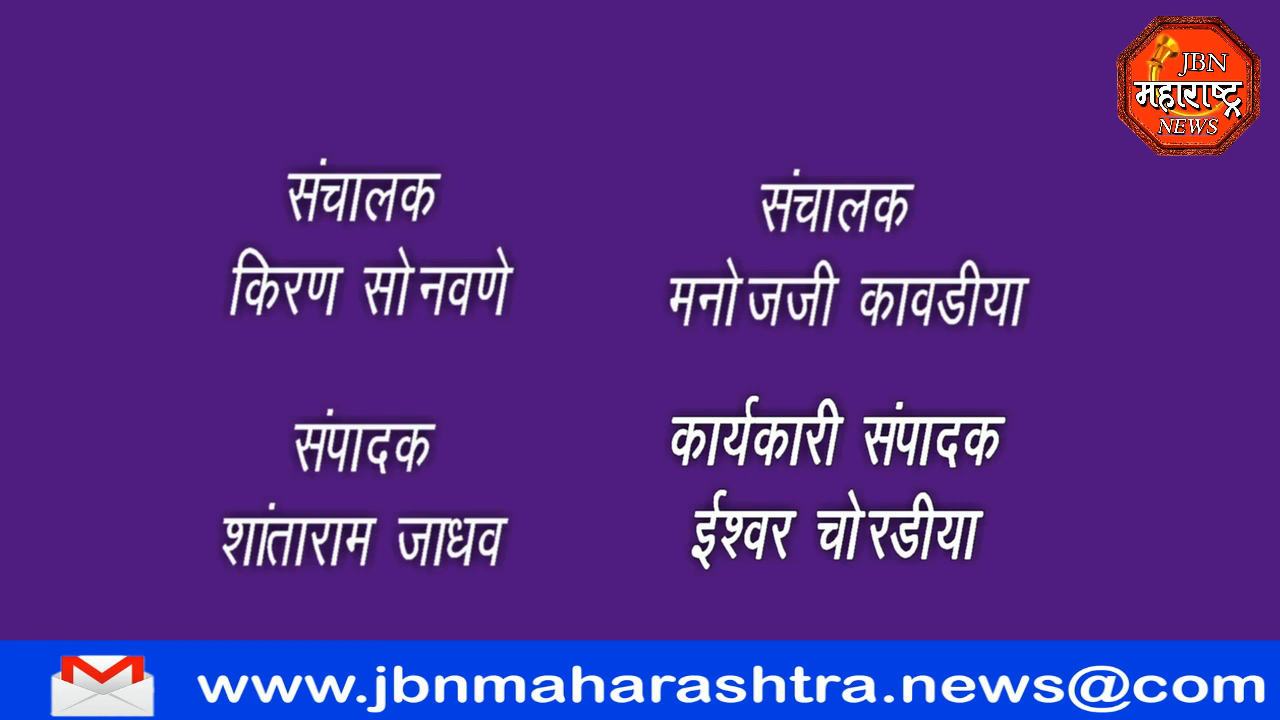 JBN
महाराष्ट्र
NEWS
संचालक
किरण सोनवणे
संचालक
मनोजजी कावडीया
संपादक
शांताराम जाधव
कार्यकारी संपादक
ईश्वर चोरडीया
www.jbnmaharashtra.news@com